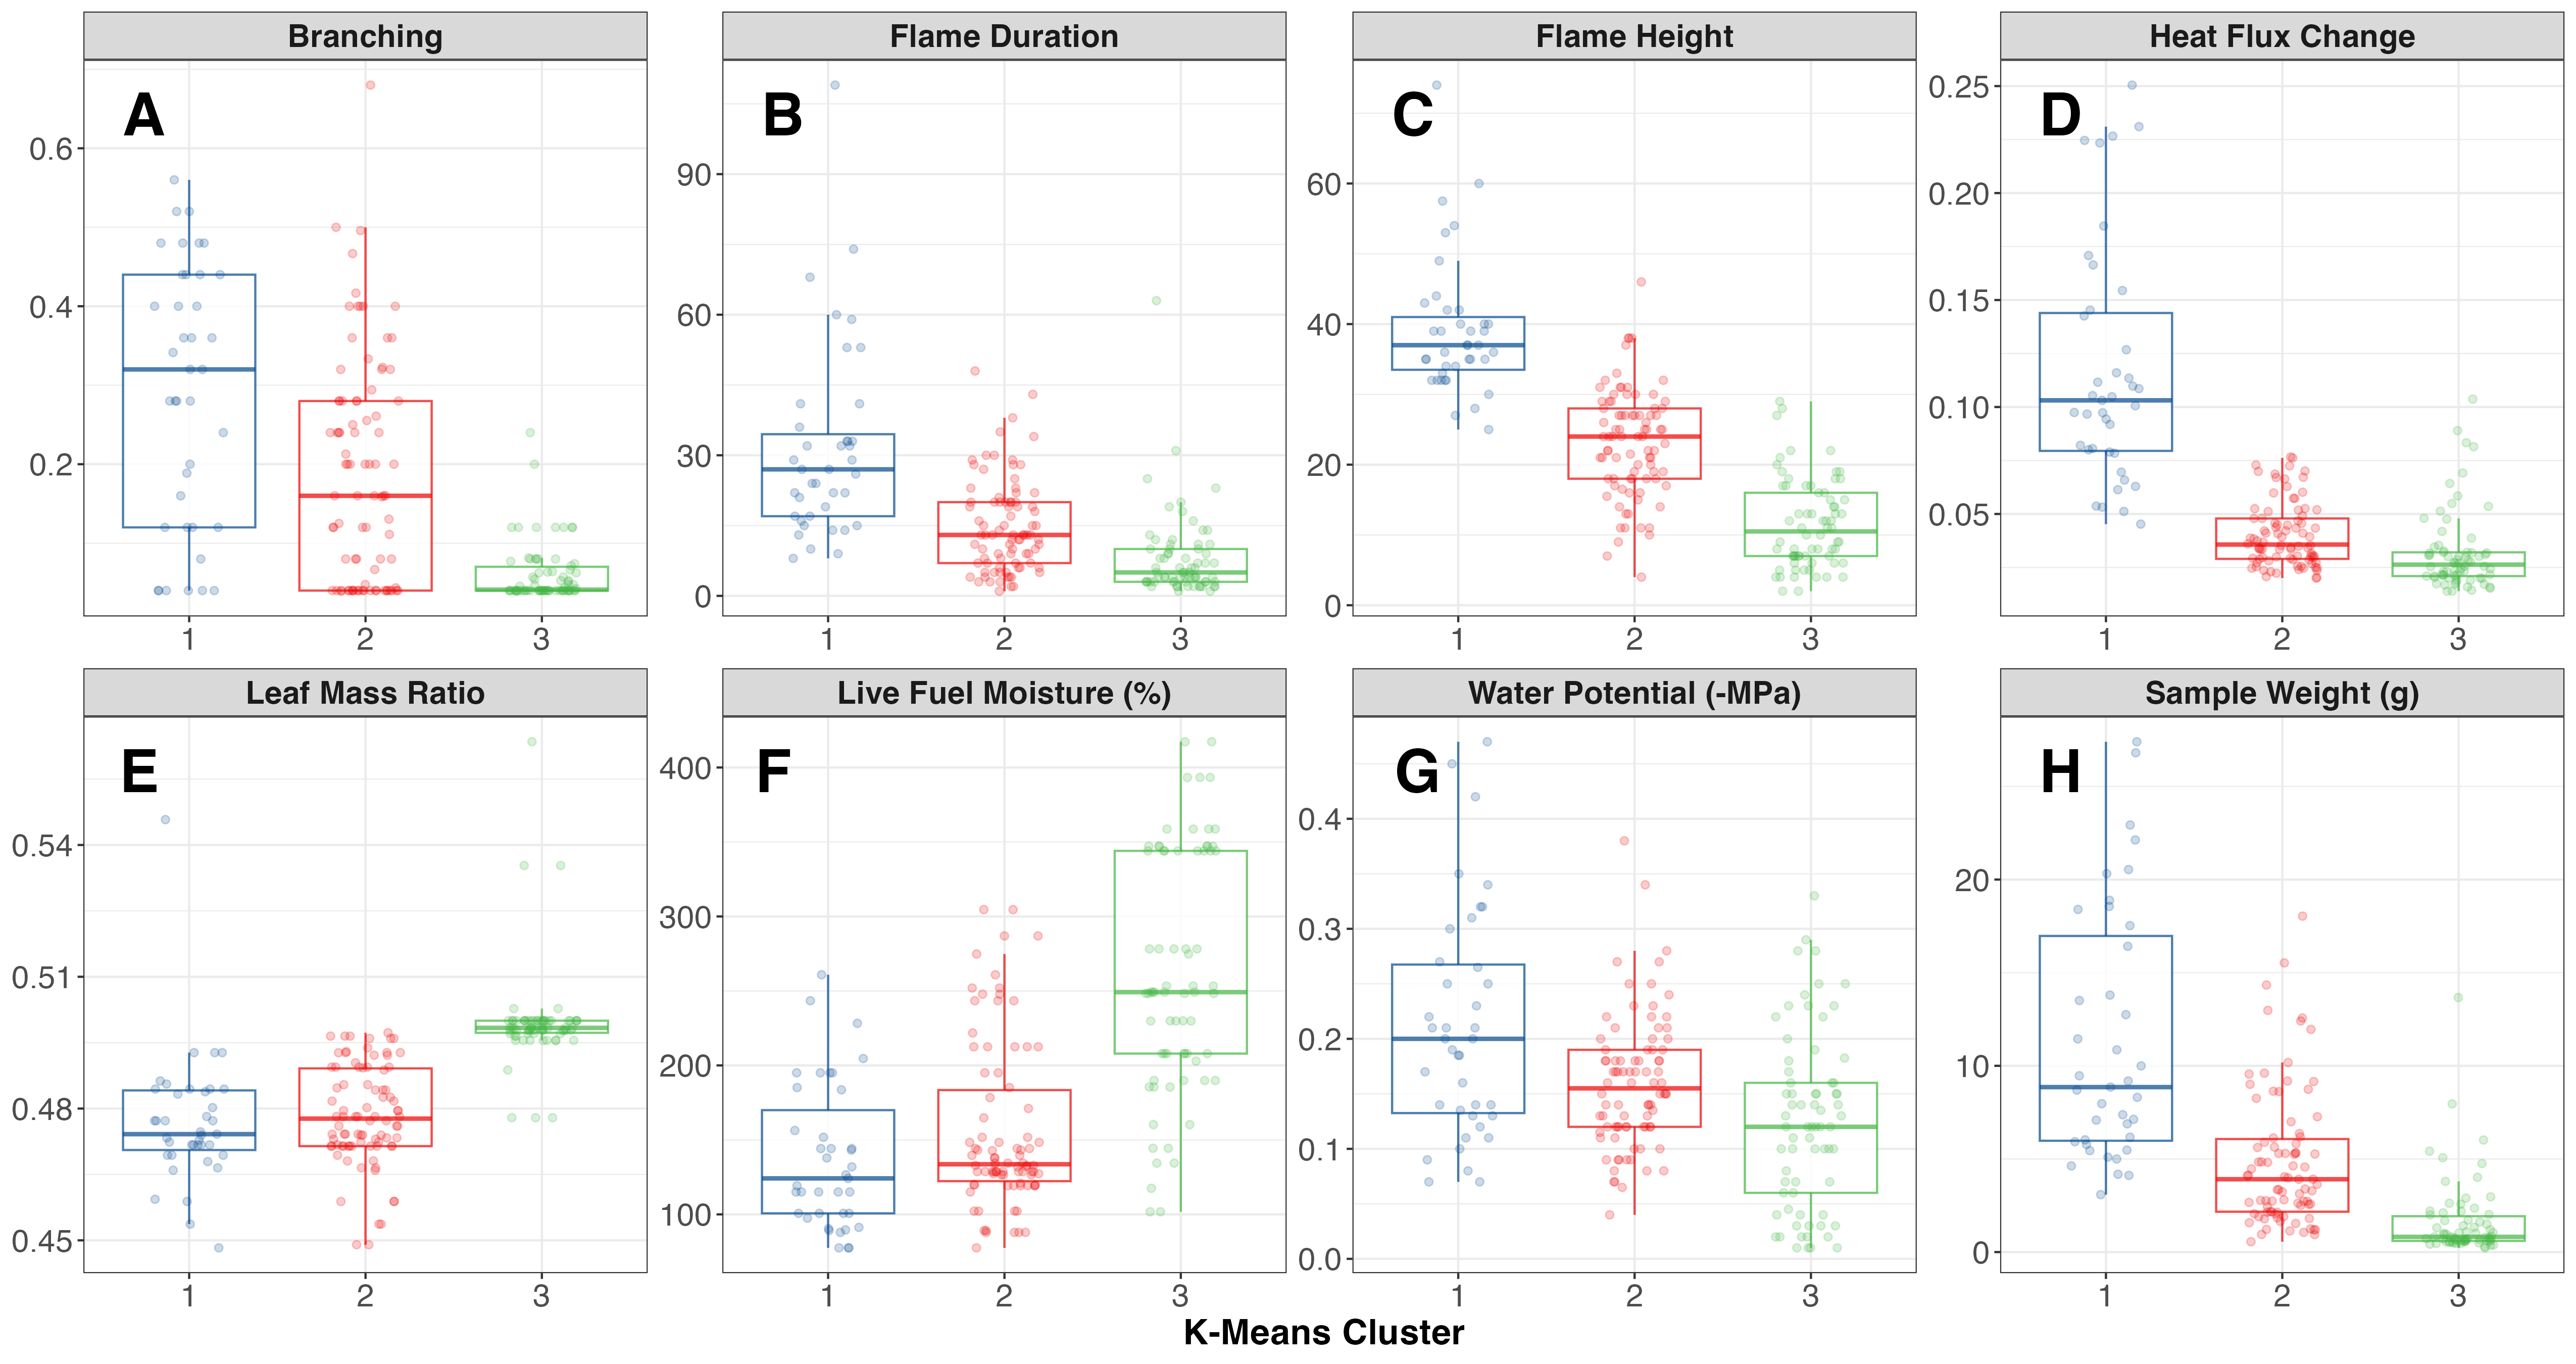 Branching
Flame Duration
Flame Height
Heat Flux Change
A
B
C
D
0.6
0.4
0.2
90
60
30
0
60
40
20
0
0.25
0.20
0.15
0.10
0.05
1 2 3
1 2 3
1 2 3
1 2 3
Leaf Mass Ratio
Live Fuel Moisture (%)
Water Potential (-MPa)
Sample Weight (g)
E
F
G
H
0.54
0.51
0.48
0.45
400
300
200
100
0.4
0.3
0.2
0.1
0.0
20
10
0
1 2 3
1 2 3
1 2 3
1 2 3
K-Means Cluster